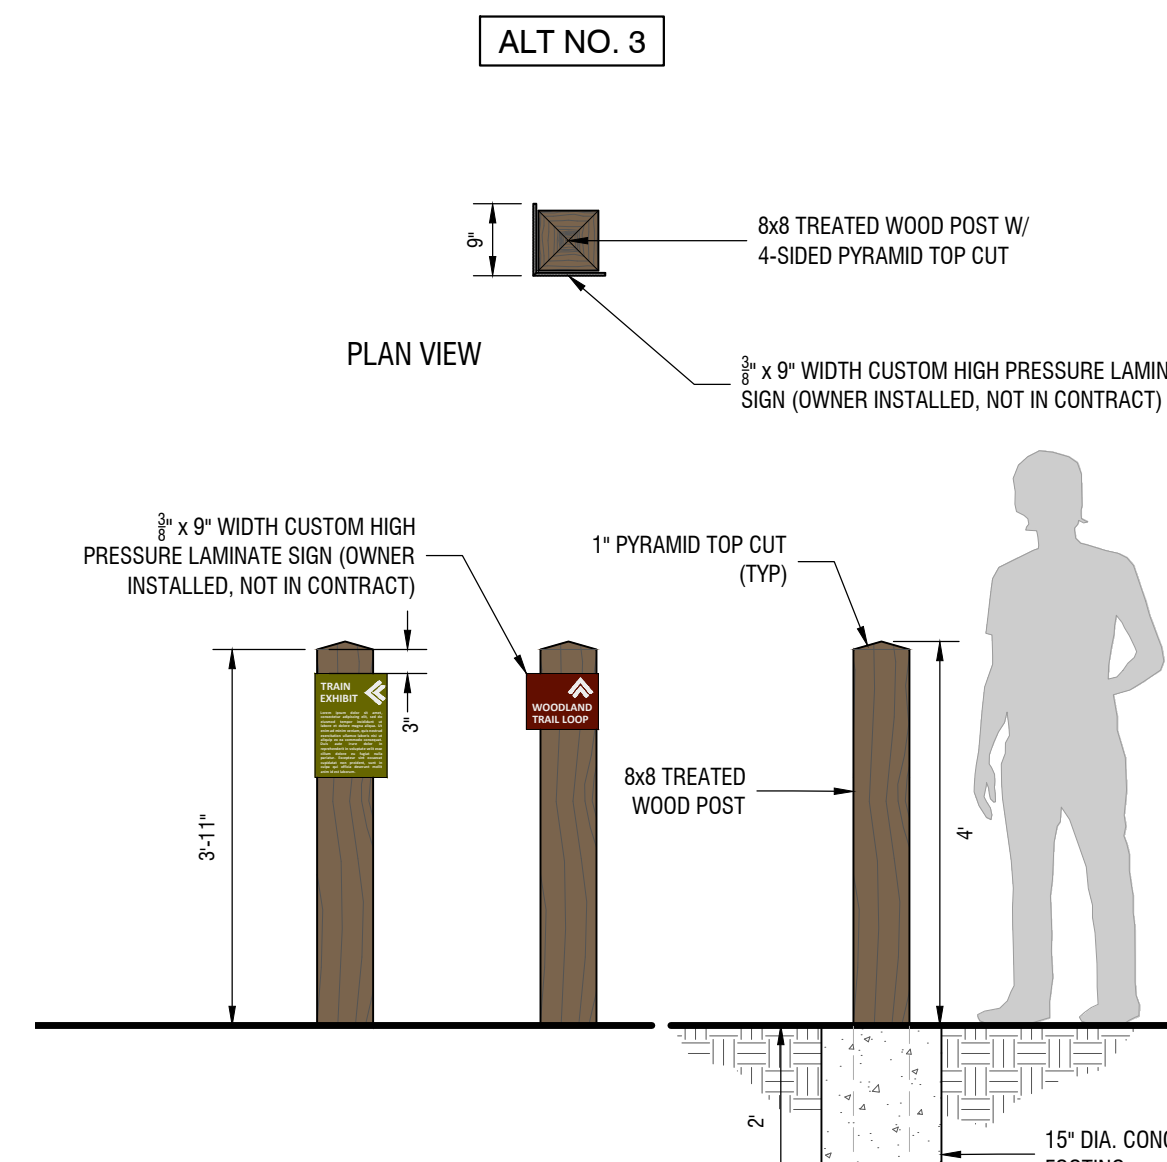 ALT NO. 3
9"
8x8 TREATED WOOD POST W/
4-SIDED PYRAMID TOP CUT
PLAN VIEW
3/8" x 9" WIDTH CUSTOM HIGH PRESSURE LAMIN
SIGN (OWNER INSTALLED, NOT IN CONTRACT)
3/8" x 9" WIDTH CUSTOM HIGH
PRESSURE LAMINATE SIGN (OWNER
INSTALLED, NOT IN CONTRACT)
1" PYRAMID TOP CUT
(TYP)
TRAIN
EXHIBIT
3"
WOODLAND
TRAIL LOOP
8x8 TREATED
WOOD POST
3'-11"
4'
2'
15" DIA. CONC